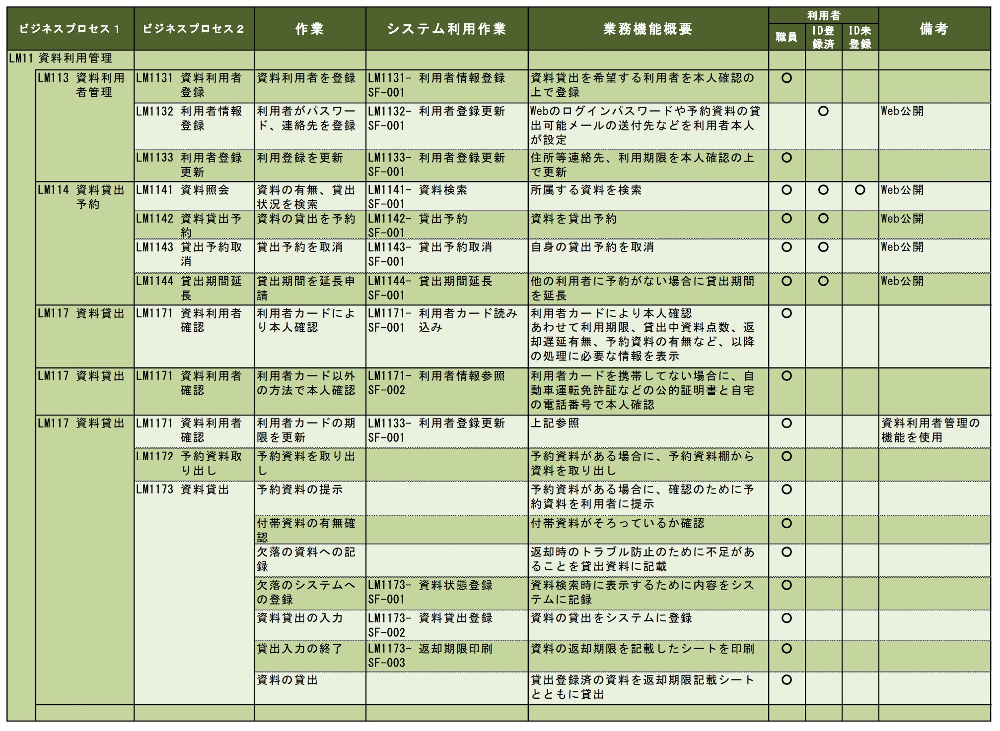 ビジネスプロセス１
ビジネスプロセス２
作業
システム利用作業
業務機能概要
利用者
職員
ID登
録済
ID未
登録
備考
LM11 資料利用管理
LM113 資料利用
者管理
LM1131 資料利用者
登録
資料利用者を登録
LM1131- 利用者情報登録
SF-001
資料貸出を希望する利用者を本人確認の
上で登録
○
LM1132 利用者情報
登録
利用者がパスワー
ド、連絡先を登録
LM1132- 利用者登録更新
SF-001
Webのログインパスワードや予約資料の貸
出可能メールの送付先などを利用者本人
が設定
○
Web公開
LM1133 利用者登録
更新
利用登録を更新
LM1133- 利用者登録更新
SF-001
住所等連絡先、利用期限を本人確認の上
で更新
○
LM114 資料貸出
予約
LM1141 資料照会
資料の有無、貸出
状況を検索
LM1141- 資料検索
SF-001
所属する資料を検索
○ ○ ○
Web公開
LM1142 資料貸出予
約
資料の貸出を予約
LM1142- 貸出予約
SF-001
資料を貸出予約
○ ○
Web公開
LM1143 貸出予約取
消
貸出予約を取消
LM1143- 貸出予約取消
SF-001
自身の貸出予約を取消
○ ○
Web公開
LM1144 貸出期間延
長
貸出期間を延長申
請
LM1144- 貸出期間延長
SF-001
他の利用者に予約がない場合に貸出期間
を延長
○ ○
Web公開
LM117 資料貸出
LM1171 資料利用者
確認
利用者カードによ
り本人確認
LM1171- 利用者カード読み
SF-001 込み
利用者カードにより本人確認
あわせて利用期限、貸出中資料点数、返
却遅延有無、予約資料の有無など、以降
の処理に必要な情報を表示
○
LM117 資料貸出
LM1171 資料利用者
確認
利用者カード以外
の方法で本人確認
LM1171- 利用者情報参照
SF-002
利用者カードを携帯してない場合に、自
動車運転免許証などの公的証明書と自宅
の電話番号で本人確認
○
LM117 資料貸出
LM1171 資料利用者
確認
利用者カードの期
限を更新
LM1133- 利用者登録更新
SF-001
上記参照
○
資料利用者管理の
機能を使用
LM1172 予約資料取
り出し
予約資料を取り出
し
予約資料がある場合に、予約資料棚から
資料を取り出し
○
LM1173 資料貸出
予約資料の提示
予約資料がある場合に、確認のために予
約資料を利用者に提示
○
付帯資料の有無確
認
付帯資料がそろっているか確認
○
欠落の資料への記
録
返却時のトラブル防止のために不足があ
ることを貸出資料に記載
○
欠落のシステムへ
の登録
LM1173- 資料状態登録
SF-001
資料検索時に表示するために内容をシス
テムに記録
○
資料貸出の入力
LM1173- 資料貸出登録
SF-002
資料の貸出をシステムに登録
○
貸出入力の終了
LM1173- 返却期限印刷
SF-003
資料の返却期限を記載したシートを印刷
○
資料の貸出
貸出登録済の資料を返却期限記載シート
とともに貸出
○